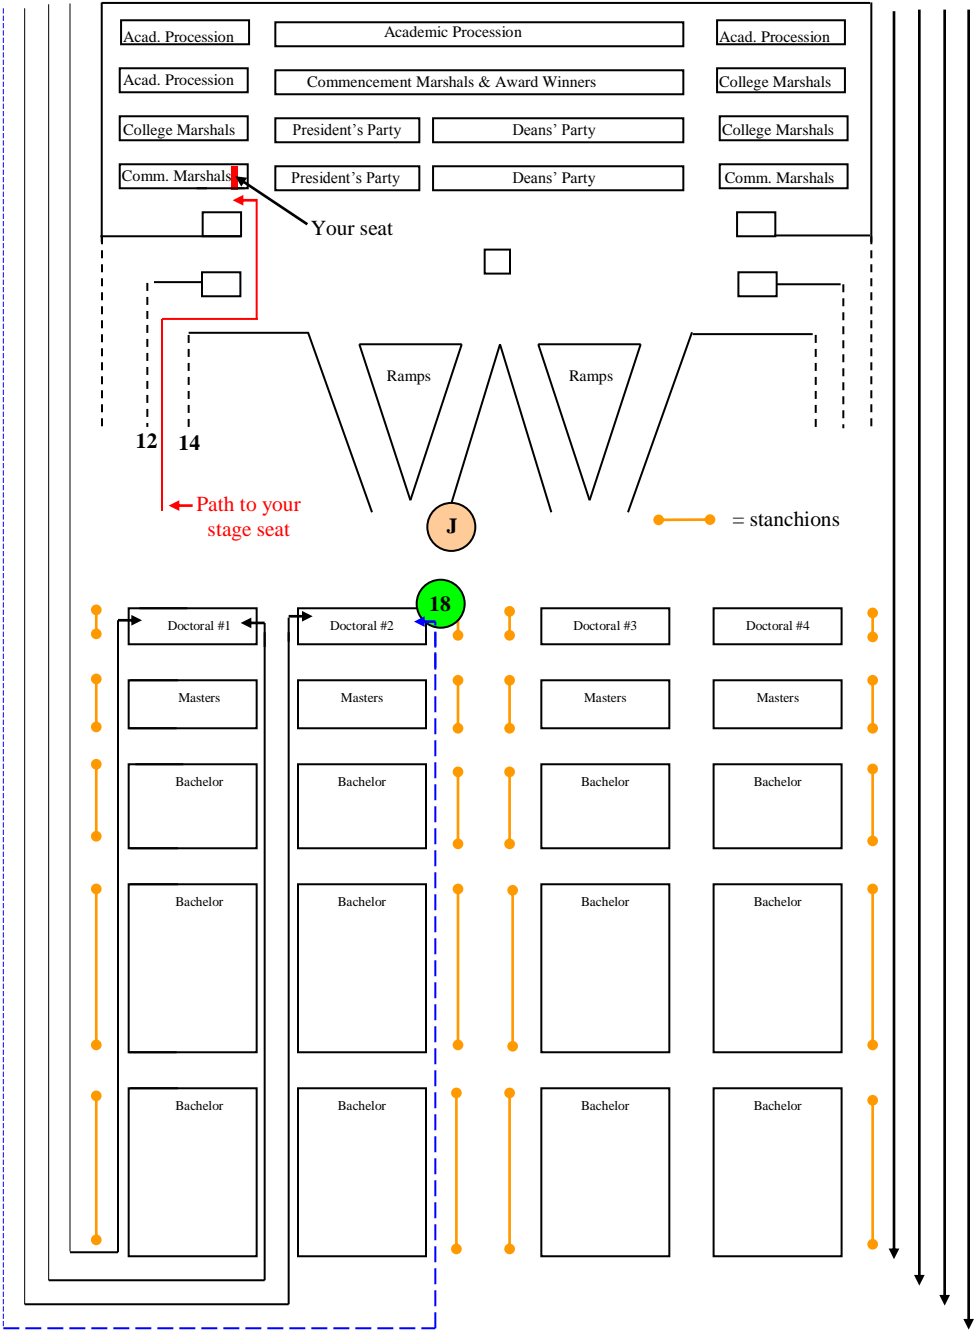 Acad. Procession
Academic Procession
Acad. Procession
Acad. Procession
Commencement Marshals & Award Winners
College Marshals
College Marshals
President's Party
Deans' Party
College Marshals
Comm. Marshals
President's Party
Deans' Party
Comm. Marshals
Your seat
Ramps
Ramps
12
14
Path to your
stage seat
J
= stanchions
18
Doctoral #1
Doctoral #2
Doctoral #3
Doctoral #4
Masters
Masters
Masters
Masters
Bachelor
Bachelor
Bachelor
Bachelor
Bachelor
Bachelor
Bachelor
Bachelor
Bachelor
Bachelor
Bachelor
Bachelor